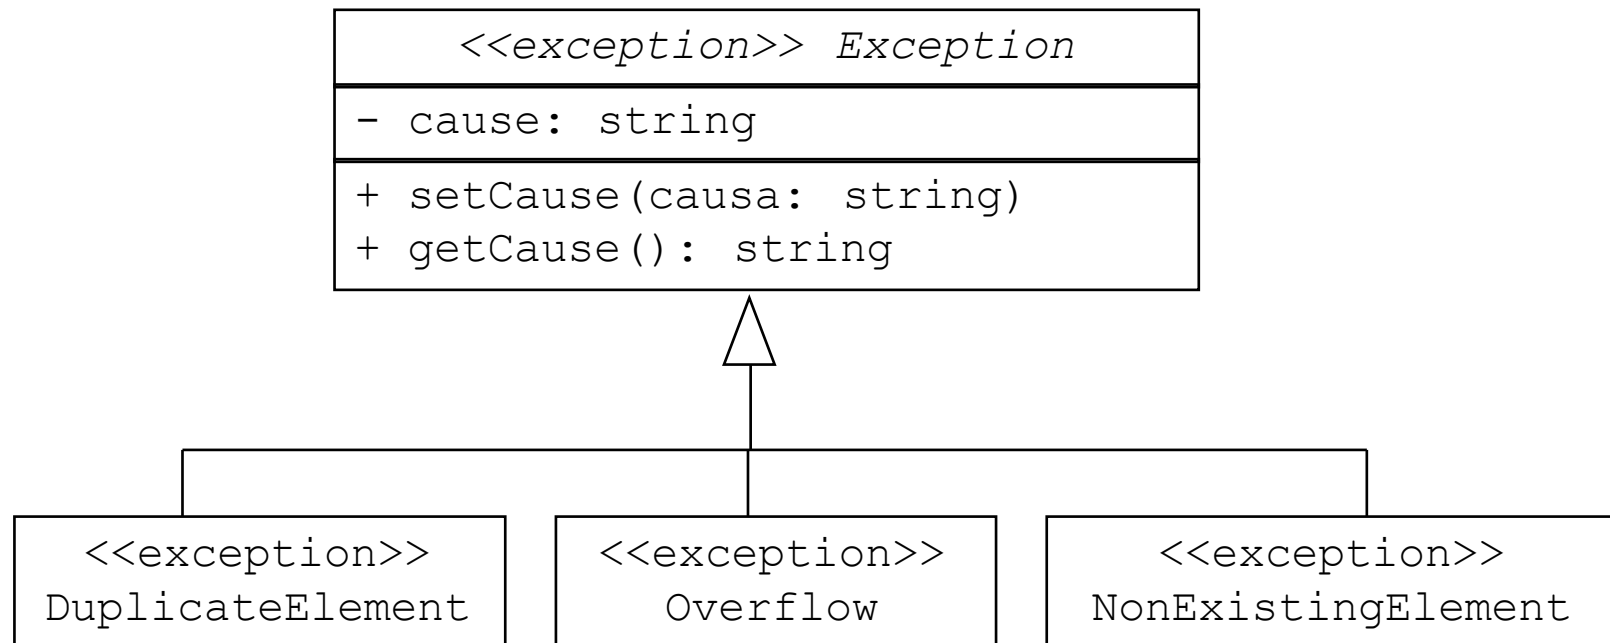 <<exception>> Exception
- cause: string
+ setCause(causa: string)
+ getCause(): string
<<exception>>
DuplicateElement
<<exception>>
Overflow
<<exception>>
NonExistingElement